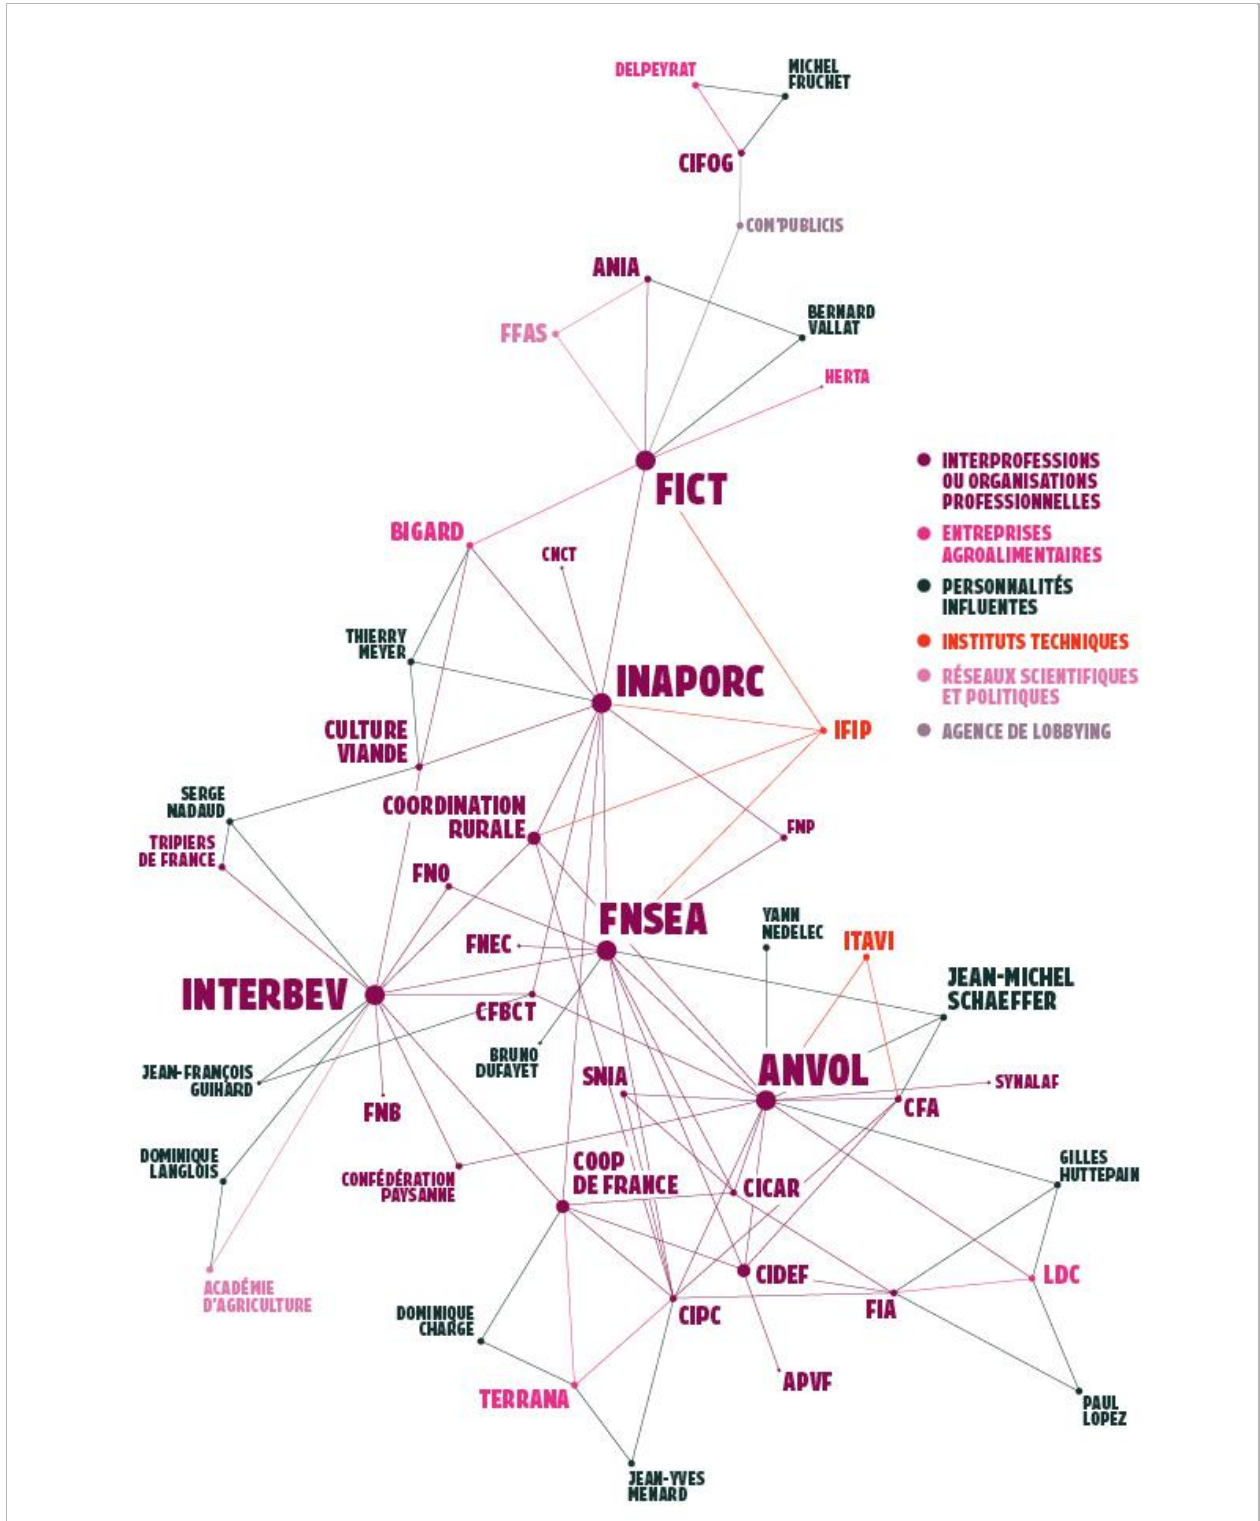 DELPEYRAT
MICHEL
FRUCHET
CIFOG
COM'PUBLICIS
ANIA
BERNARD
VALLAT
FFAS
HERTA
INTERPROFESSIONS
OU ORGANISATIONS
PROFESSIONNELLES
FICT
BIGARD
ENTREPRISES
AGROALIMENTAIRES
CNCT
PERSONNALITÉS
INFLUENTES
THIERRY
MEYER
INSTITUTS TECHNIQUES
INAPORC
RÉSEAUX SCIENTIFIQUES
ET POLITIQUES
CULTURE
VIANDE
IFIP
AGENCE DE LOBBYING
SERGE
NADAUD
COORDINATION
RURALE
TRIPIERS
DE FRANCE
FNP
FNO
FNSEA
YANN
NEDELEC
FNEC
ITAVI
INTERBEV
JEAN-MICHEL
SCHAEFFER
CFBCT
BRUNO
DUFAYET
JEAN-FRANÇOIS
GUIHARD
SNIA
ANVOL
SYNALAF
FNB
CFA
DOMINIQUE
LANGLOIS
CONFÉDÉRATION
PAYSANNE
COOP
DE FRANCE
CICAR
GILLES
HUTTEPAIN
ACADÉMIE
D'AGRICULTURE
CIDEF
LDC
DOMINIQUE
CHARGE
CIPC
FIA
TERRANA
APVF
PAUL
LOPEZ
JEAN-YVES
MENARD